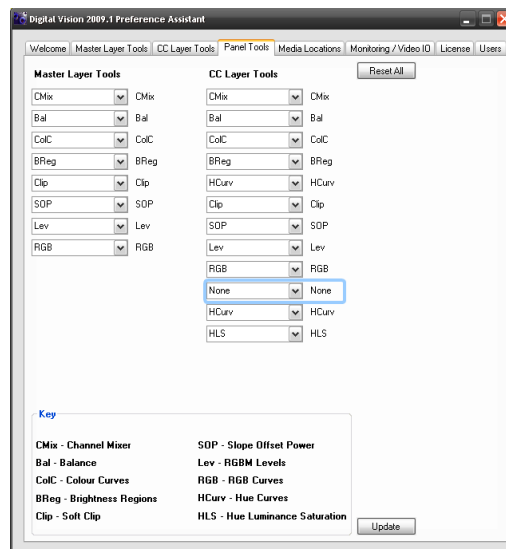 Digital Vision 2009.1 Preference Assistant
Welcome Master Layer Tools CC Layer Tools Panel Tools Media Locations Monitoring / Video IO License Users
Master Layer Tools CC Layer Tools Reset All
CMix CMix CMix CMix
Bal Bal Bal Bal
ColC ColC ColC ColC
BReg BReg BReg BReg
Clip Clip HCurv HCurv
SOP SOP Clip Clip
Lev Lev SOP SOP
RGB RGB Lev Lev
RGB RGB
None None
HCurv HCurv
HLS HLS
Key
CMix - Channel Mixer SOP - Slope Offset Power
Bal - Balance Lev - RGBM Levels
ColC - Colour Curves RGB - RGB Curves
BReg - Brightness Regions HCurv - Hue Curves
Clip - Soft Clip HLS - Hue Luminance Saturation
Update